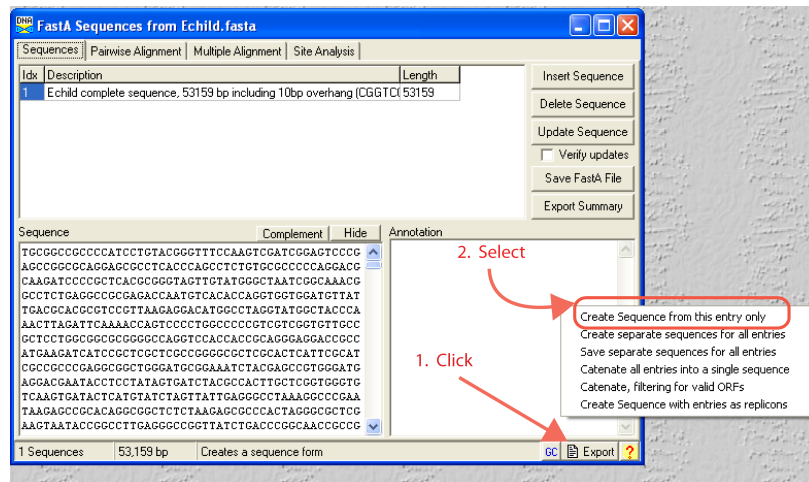 FastA Sequences from Echild.fasta
Sequences Pairwise Alignment Multiple Alignment Site Analysis
Idx Description Length
1 Echild complete sequence, 53159 bp including 10bp overhang (CGGTC( 53159
Insert Sequence
Delete Sequence
Update Sequence
Verify updates
Save FastA File
Export Summary
Sequence Complement Hide Annotation
TGCGGCCGCCCCATCCTGTACGGGTTTCCAAGTCGATCGGAGTCCCG
AGCCGGCGCAGGAGCGCCTCACCCAGCCTCTGTGCGCCCCCAGGACG
CAAGATCCCCGCTCACGCGGGTAGTTGTATGGGCTAATCGGCAAACG
GCCTCTGAGGCCGCGAGACCAATGTCACACCAGGTGGTGGATGTTAT
TGACGCACGCGTCCGTTAAGAGGACATGGCCTAGGTATGGCTACCCA
AACTTAGATTCAAAACCAGTCCCCTGGCCCCCGTCGTCGGTGTTGCC
GCTCCTGGCGGCGCGGGGCCAGGTCCACCACCGCAGGGAGGACCGCC
ATGAAGATCATCCGCTCGCTCGCCGGGGCGCTCGCACTCATTCGCAT
CGCCGCCCGAGGCGGCTGGGATGCGGAAATCTACGAGCCGTGGGATG
AGGACGAATACCTCCTATAGTGATCTACGCCACTTGCTCGGTGGGTG
TCAAGTGATACTCATGTATCTAGTTATTGAGGGCCTAAAGGCCCGAA
TAAGAGCCGCACAGGCGGCTCTCTAAGAGCGCCCACTAGGGCGCTCG
AAGTAATACCGGCCTTGAGGGCCGGTTATCTGACCCGGCAACCGCCG
2. Select
Create Sequence from this entry only
Create separate sequences for all entries
Save separate sequences for all entries
Catenate all entries into a single sequence
Catenate, filtering for valid ORFs
Create Sequence with entries as replicons
1. Click
1 Sequences 53,159 bp Creates a sequence form GC Export ?